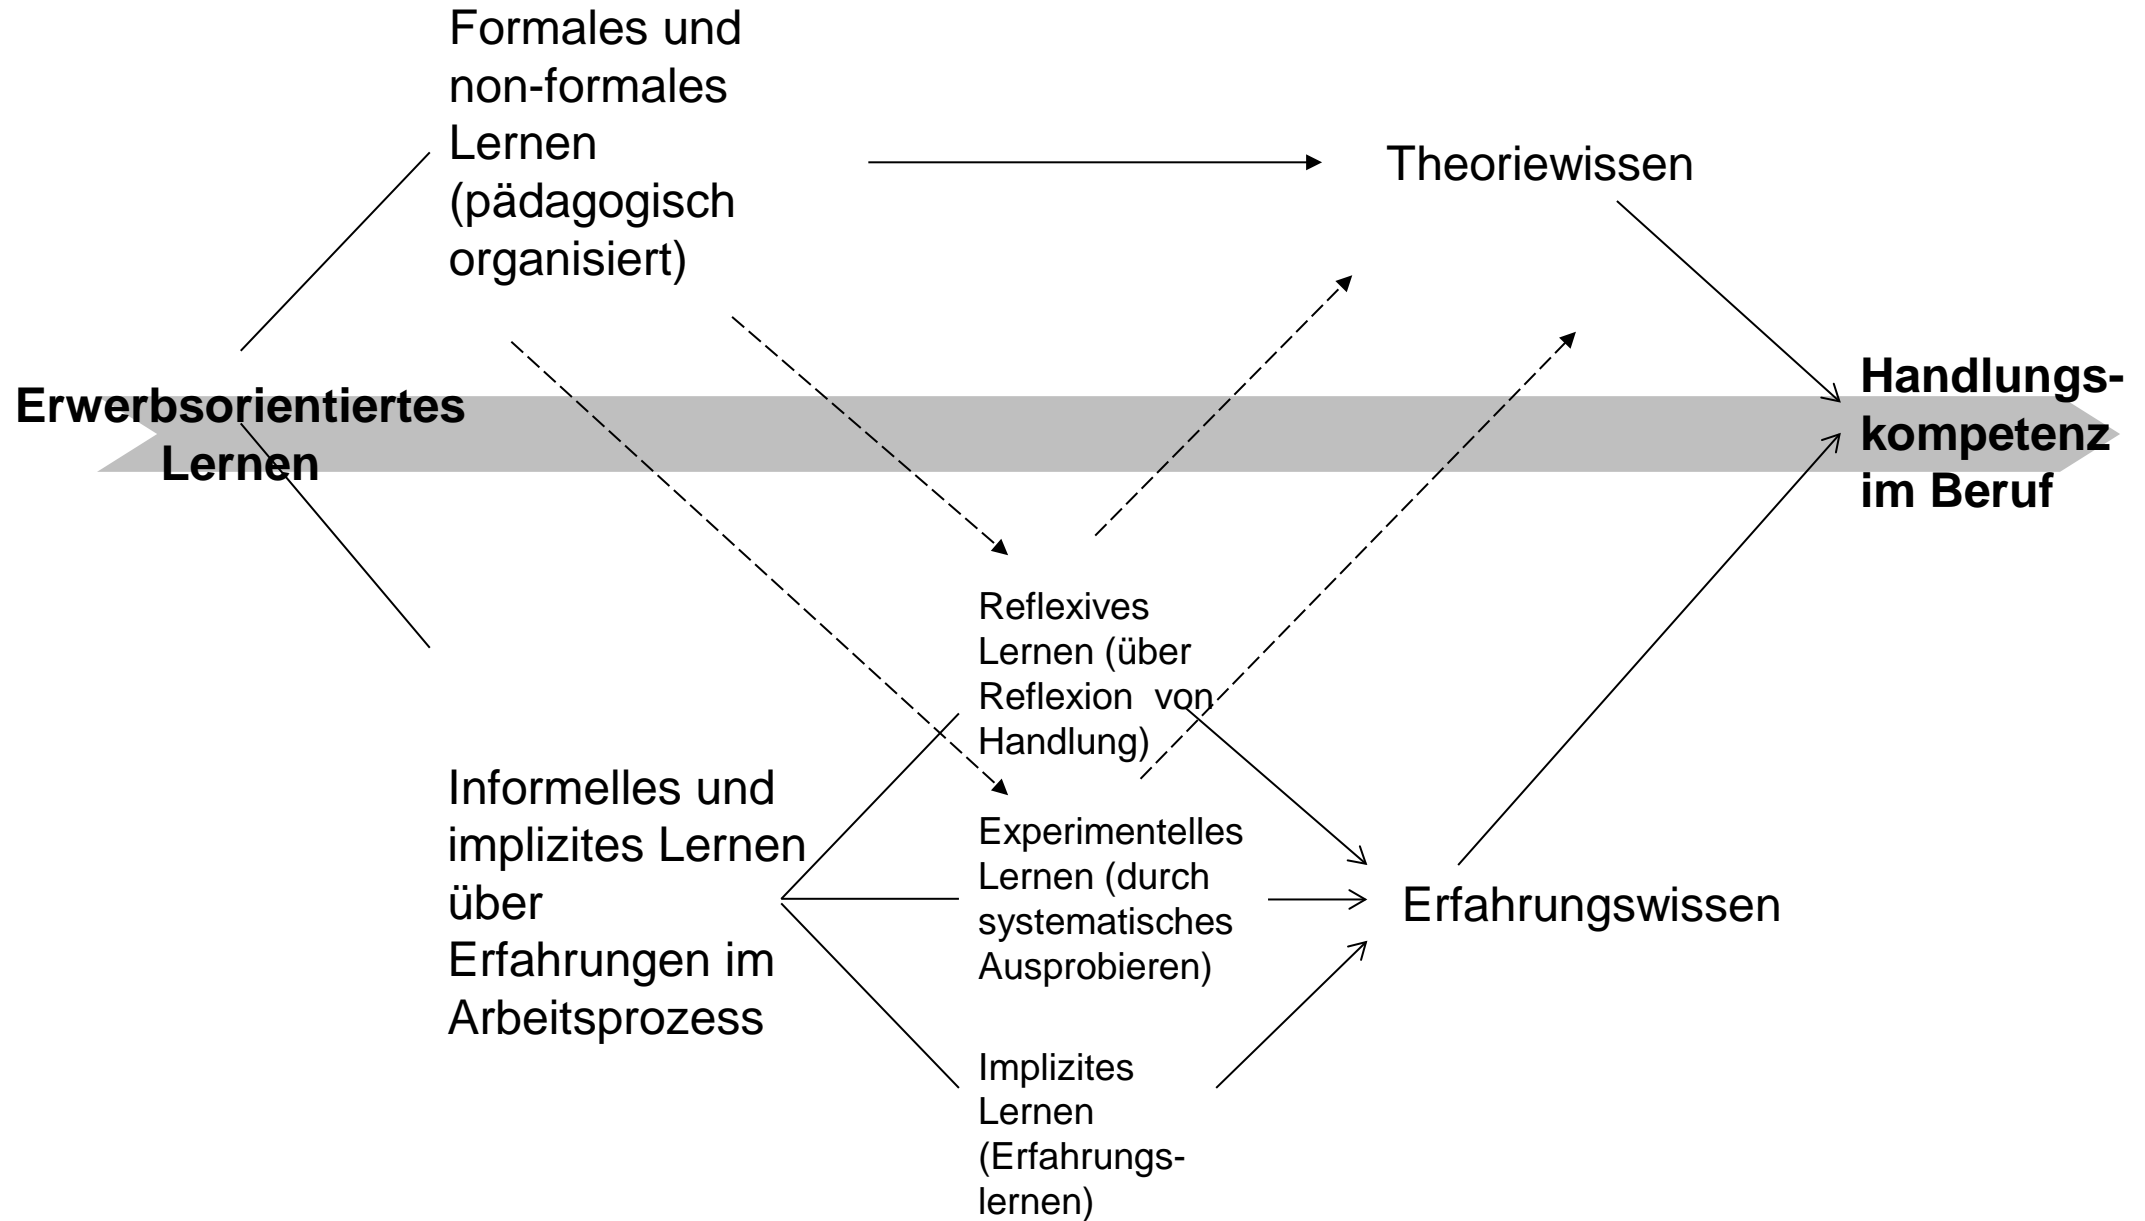 Formales und
non-formales
Lernen
(pädagogisch
organisiert)
Theoriewissen
Erwerbsorientiertes
Lernen
Handlungs-
kompetenz
im Beruf
Reflexives
Lernen (über
Reflexion von
Handlung)
Informelles und
implizites Lernen
über
Erfahrungen im
Arbeitsprozess
Experimentelles
Lernen (durch
systematisches
Ausprobieren)
Erfahrungswissen
Implizites
Lernen
(Erfahrungs-
lernen)